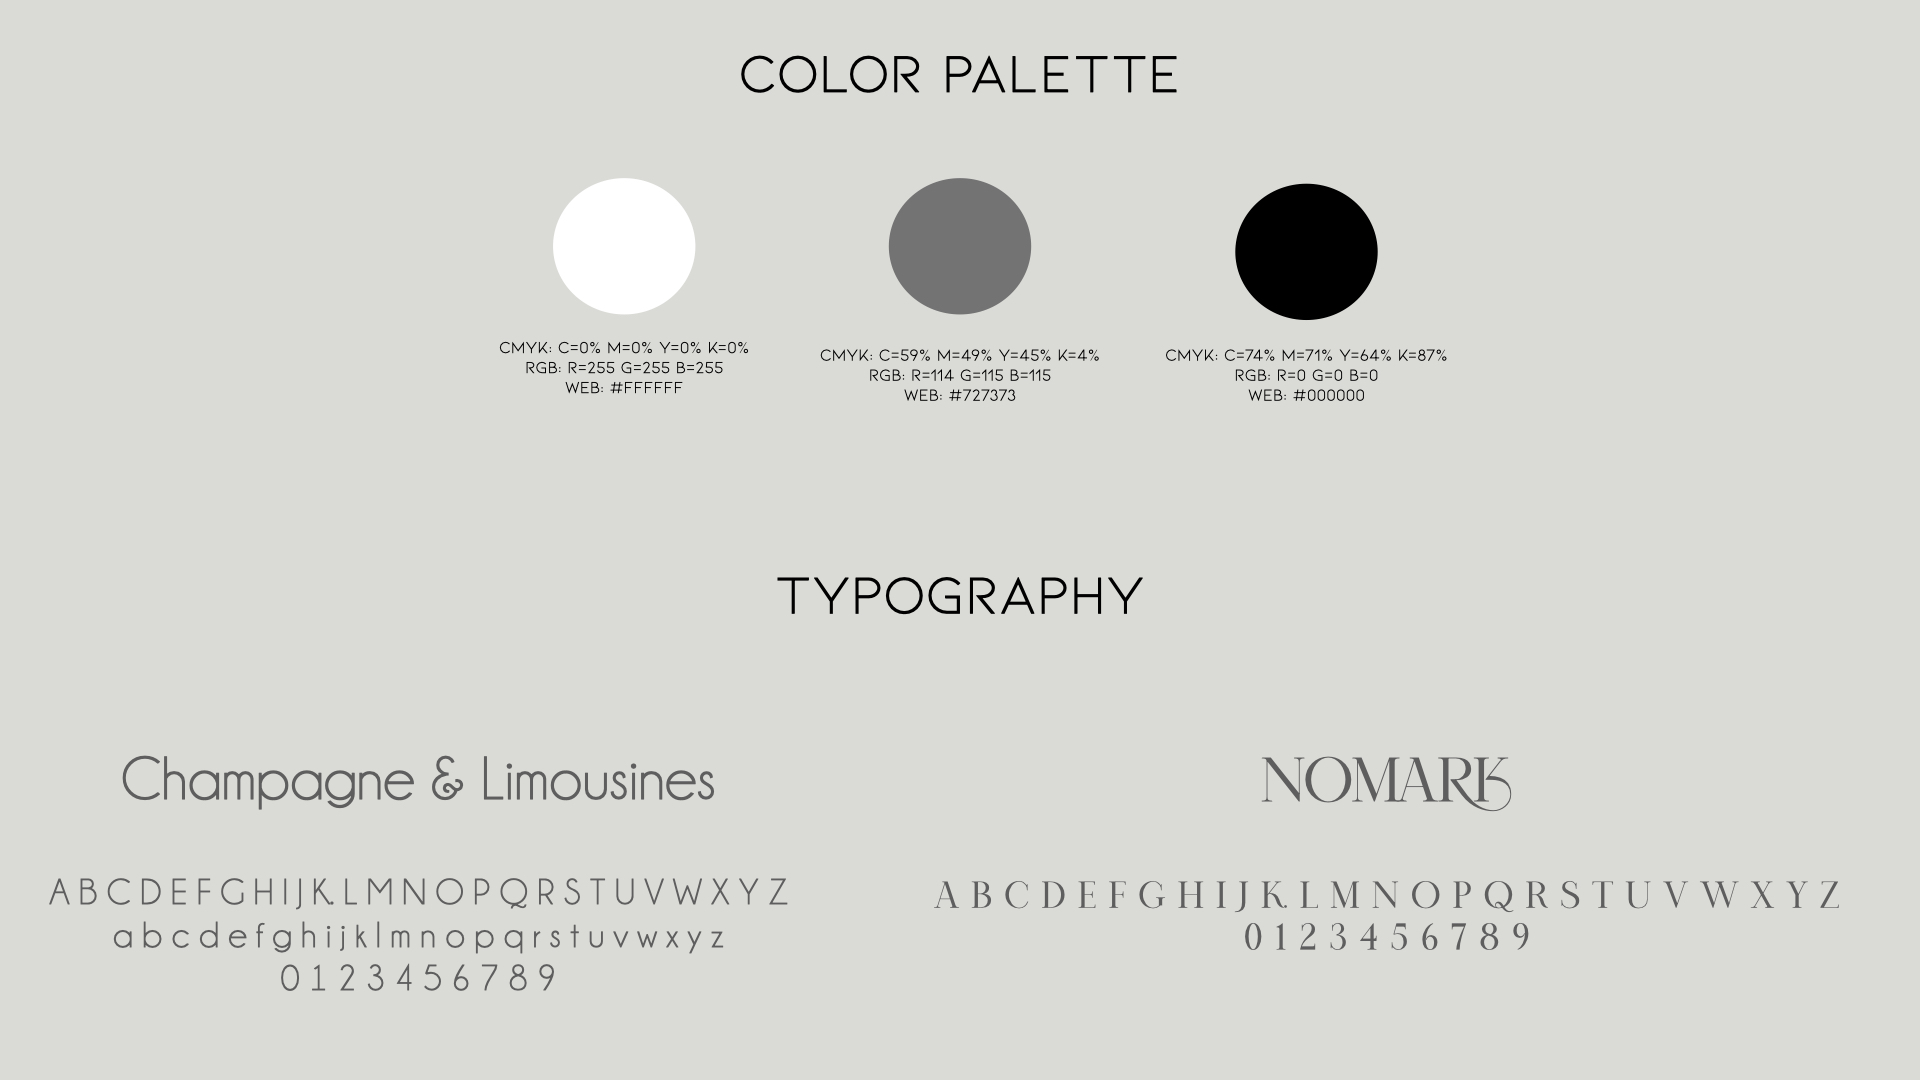 COLOR PALETTE
CMYK: C=0% M=0% Y=0% K=0%
RGB: R=255 G=255 B=255
WEB: #FFFFFF
CMYK: C=59% M=49% Y=45% K=4%
RGB: R=114 G=115 B=115
WEB: #727373
CMYK: C=74% M=71% Y=64% K=87%
RGB: R=0 G=0 B=0
WEB: #000000
TYPOGRAPHY
Champagne & Limousines
A B C D E F G H I J K L M N O P Q R S T U V W X Y Z
a b c d e f g h i j k l m n o p q r s t u v w x y z
0 1 2 3 4 5 6 7 8 9
NOMARK
A B C D E F G H I J K L M N O P Q R S T U V W X Y Z
0 1 2 3 4 5 6 7 8 9